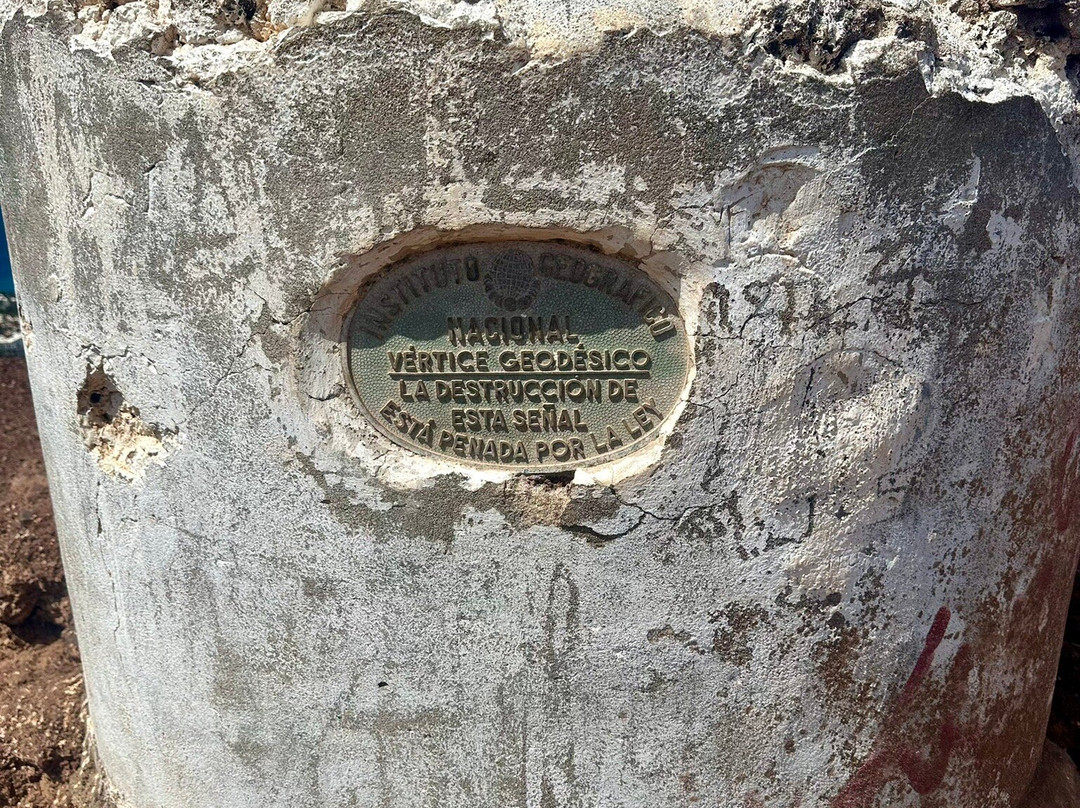 INSTITUTO GEOGRÁFICO
NACIONAL
VÉRTICE GEODÉSICO
LA DESTRUCCIÓN DE
ESTA SEÑAL
ESTÁ PENADA POR LA LEY